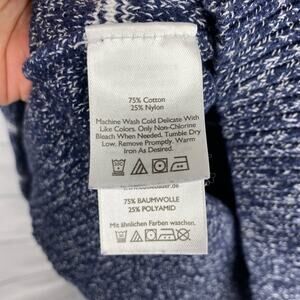 75% Cotton
25% Nylon
Machine Wash Cold Delicate With
Like Colors. Only Non-Chlorine
Bleach When Needed. Tumble Dry
Low. Remove Promptly. Warm
Iron As Desired.
75% BAUMWOLLE
25% POLYAMID
Mit ähnlichen Farben waschen.